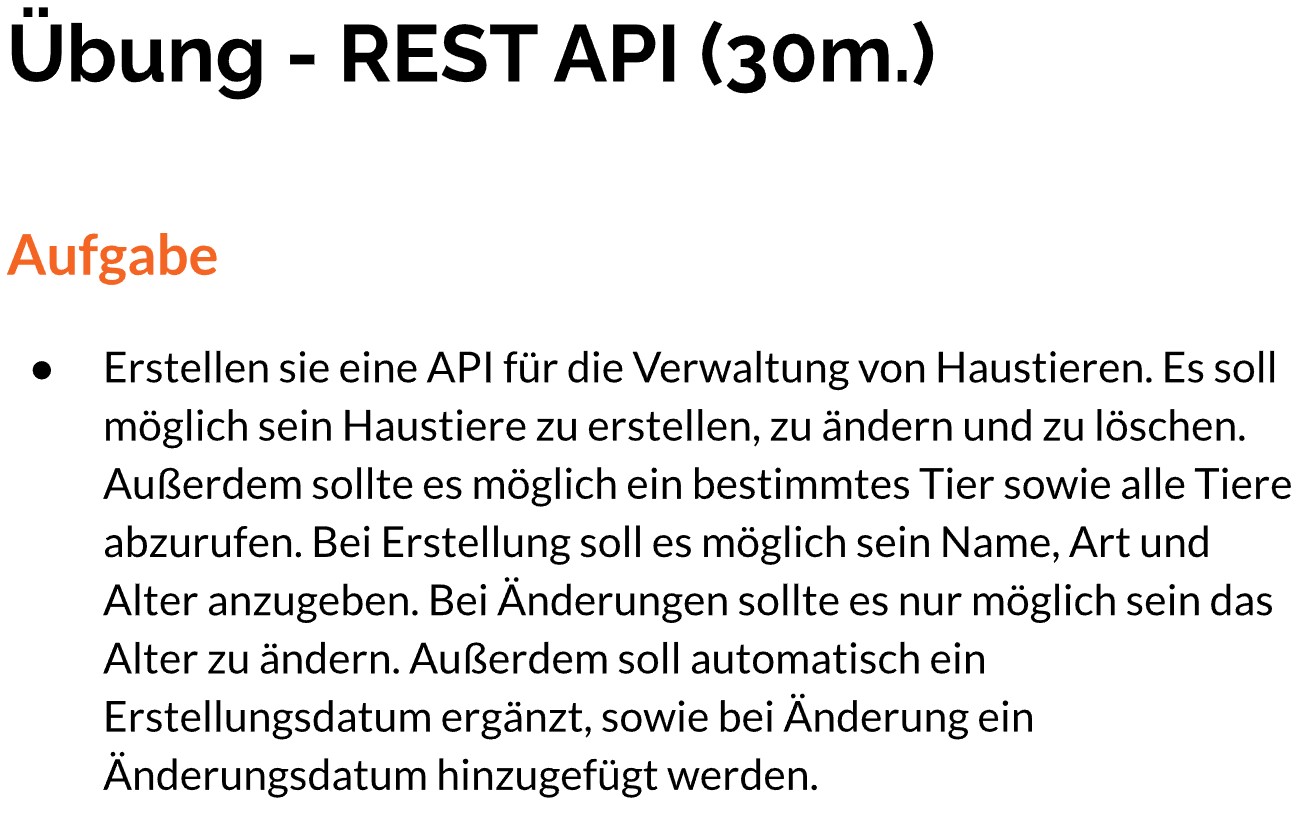 Übung - REST API (30m.)
Aufgabe
● Erstellen sie eine API für die Verwaltung von Haustieren. Es soll
möglich sein Haustiere zu erstellen, zu ändern und zu löschen.
Außerdem sollte es möglich ein bestimmtes Tier sowie alle Tiere
abzurufen. Bei Erstellung soll es möglich sein Name, Art und
Alter anzugeben. Bei Änderungen sollte es nur möglich sein das
Alter zu ändern. Außerdem soll automatisch ein
Erstellungsdatum ergänzt, sowie bei Änderung ein
Änderungsdatum hinzugefügt werden.